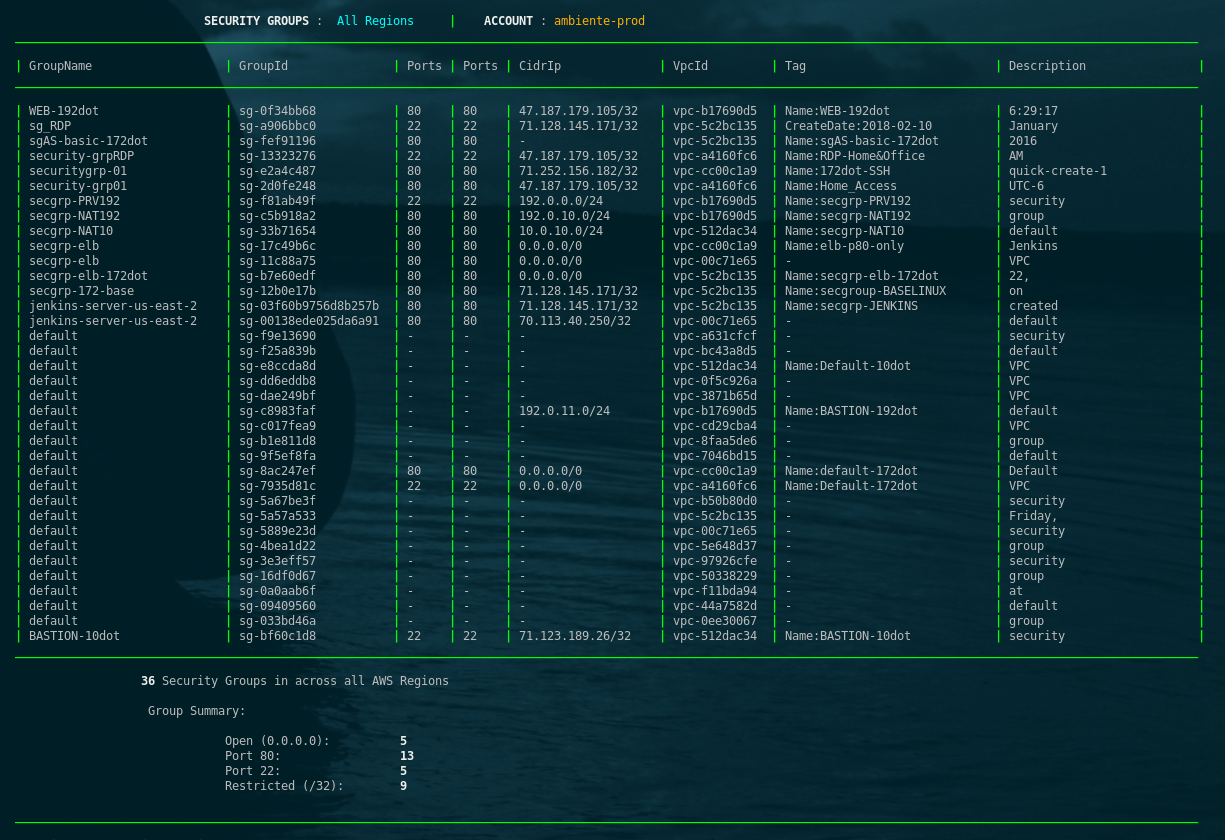 SECURITY GROUPS : All Regions | ACCOUNT : ambiente-prod
| GroupName | GroupId | Ports | Ports | CidrIp | VpcId | Tag | Description |
| WEB-192dot | sg-0f34bb68 | 80 | 80 | 47.187.179.105/32 | vpc-b17690d5 | Name:WEB-192dot | 6:29:17 |
| sg_RDP | sg-a906bbc0 | 22 | 22 | 71.128.145.171/32 | vpc-5c2bc135 | CreateDate:2018-02-10 | January |
| sgAS-basic-172dot | sg-fef91196 | 80 | 80 | - | vpc-5c2bc135 | Name:sgAS-basic-172dot | 2016 |
| security-grpRDP | sg-13323276 | 22 | 22 | 47.187.179.105/32 | vpc-a4160fc6 | Name:RDP-Home&Office | AM |
| securitygrp-01 | sg-e2a4c487 | 80 | 80 | 71.252.156.182/32 | vpc-cc00c1a9 | Name:172dot-SSH | quick-create-1 |
| security-grp01 | sg-2d0fe248 | 80 | 80 | 47.187.179.105/32 | vpc-a4160fc6 | Name:Home_Access | UTC-6 |
| secgrp-PRV192 | sg-f81ab49f | 22 | 22 | 192.0.0.0/24 | vpc-b17690d5 | Name:secgrp-PRV192 | security |
| secgrp-NAT192 | sg-c5b918a2 | 80 | 80 | 192.0.10.0/24 | vpc-b17690d5 | Name:secgrp-NAT192 | group |
| secgrp-NAT10 | sg-33b71654 | 80 | 80 | 10.0.10.0/24 | vpc-512dac34 | Name:secgrp-NAT10 | default |
| secgrp-elb | sg-17c49b6c | 80 | 80 | 0.0.0.0/0 | vpc-cc00c1a9 | Name:elb-p80-only | Jenkins |
| secgrp-elb | sg-11c88a75 | 80 | 80 | 0.0.0.0/0 | vpc-00c71e65 | - | VPC |
| secgrp-elb-172dot | sg-b7e60edf | 80 | 80 | 0.0.0.0/0 | vpc-5c2bc135 | Name:secgrp-elb-172dot | 22, |
| secgrp-172-base | sg-12b0e17b | 80 | 80 | 71.128.145.171/32 | vpc-5c2bc135 | Name:secgroup-BASELINUX | on |
| jenkins-server-us-east-2 | sg-03f60b9756d8b257b | 80 | 80 | 71.128.145.171/32 | vpc-5c2bc135 | Name:secgrp-JENKINS | created |
| jenkins-server-us-east-2 | sg-00138ede025da6a91 | 80 | 80 | 70.113.40.250/32 | vpc-00c71e65 | - | default |
| default | sg-f9e13690 | - | - | - | vpc-a631cfcf | - | security |
| default | sg-f25a839b | - | - | - | vpc-bc43a8d5 | - | default |
| default | sg-e8ccda8d | - | - | - | vpc-512dac34 | Name:Default-10dot | VPC |
| default | sg-dd6eddb8 | - | - | - | vpc-0f5c926a | - | VPC |
| default | sg-dae249bf | - | - | - | vpc-3871b65d | - | VPC |
| default | sg-c8983faf | - | - | 192.0.11.0/24 | vpc-b17690d5 | Name:BASTION-192dot | default |
| default | sg-c017fea9 | - | - | - | vpc-cd29cba4 | - | VPC |
| default | sg-b1e811d8 | - | - | - | vpc-8faa5de6 | - | group |
| default | sg-9f5ef8fa | - | - | - | vpc-7046bd15 | - | default |
| default | sg-8ac247ef | 80 | 80 | 0.0.0.0/0 | vpc-cc00c1a9 | Name:default-172dot | Default |
| default | sg-7935d81c | 22 | 22 | 0.0.0.0/0 | vpc-a4160fc6 | Name:Default-172dot | VPC |
| default | sg-5a67be3f | - | - | - | vpc-b50b80d0 | - | security |
| default | sg-5a57a533 | - | - | - | vpc-5c2bc135 | - | Friday, |
| default | sg-5889e23d | - | - | - | vpc-00c71e65 | - | security |
| default | sg-4bea1d22 | - | - | - | vpc-5e648d37 | - | group |
| default | sg-3e3eff57 | - | - | - | vpc-97926cfe | - | security |
| default | sg-16df0d67 | - | - | - | vpc-50338229 | - | group |
| default | sg-0a0aab6f | - | - | - | vpc-f11bda94 | - | at |
| default | sg-09409560 | - | - | - | vpc-44a7582d | - | default |
| default | sg-033bd46a | - | - | - | vpc-0ee30067 | - | group |
| BASTION-10dot | sg-bf60c1d8 | 22 | 22 | 71.123.189.26/32 | vpc-512dac34 | Name:BASTION-10dot | security |
36 Security Groups in across all AWS Regions
Group Summary:
Open (0.0.0.0): 5
Port 80: 13
Port 22: 5
Restricted (/32): 9